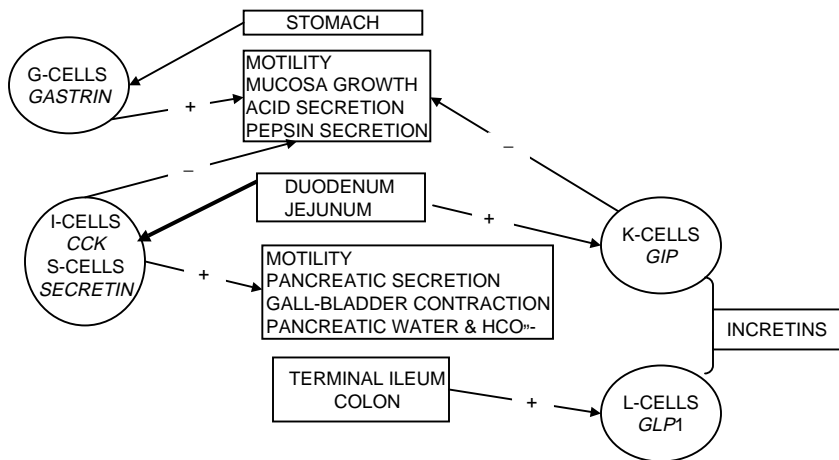 STOMACH
G-CELLS
GASTRIN
+
MOTILITY
MUCOSA GROWTH
ACID SECRETION
PEPSIN SECRETION
–
–
DUODENUM
JEJUNUM
+
I-CELLS
CCK
S-CELLS
SECRETIN
+
K-CELLS
GIP
MOTILITY
PANCREATIC SECRETION
GALL-BLADDER CONTRACTION
PANCREATIC WATER & HCO„-
INCRETINS
TERMINAL ILEUM
COLON
+
L-CELLS
GLP1